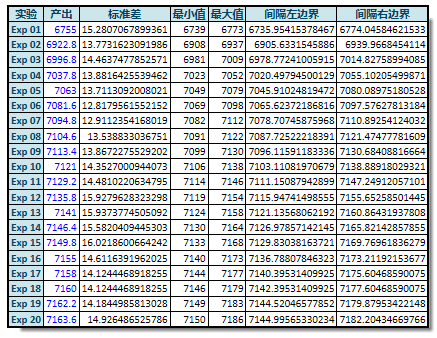 实验 产出 标准差 最小值 最大值 间隔左边界 间隔右边界
Exp 01 6755 15.2807067899361 6739 6773 6735.95415378467 6774.04584621533
Exp 02 6922.8 13.7731623091986 6908 6937 6905.6331545886 6939.9668454114
Exp 03 6996.8 14.4637477852571 6981 7009 6978.77241005915 7014.82758994085
Exp 04 7037.8 13.8816425539462 7023 7052 7020.49794500129 7055.10205499871
Exp 05 7063 13.7113092008021 7049 7079 7045.91024819472 7080.08975180528
Exp 06 7081.6 12.8179561552152 7069 7098 7065.62372186816 7097.57627813184
Exp 07 7094.8 12.9112354168019 7082 7112 7078.70745875968 7110.89254124032
Exp 08 7104.6 13.538833036751 7091 7122 7087.72522218391 7121.47477781609
Exp 09 7113.4 13.8672275529202 7099 7130 7096.11591183336 7130.68408816664
Exp 10 7121 14.3527000944073 7106 7138 7103.11081970679 7138.88918029321
Exp 11 7129.2 14.4810220634795 7114 7146 7111.15087942899 7147.24912057101
Exp 12 7135.8 15.9279628323298 7119 7154 7115.94741498555 7155.65258501445
Exp 13 7141 15.9373774505092 7124 7158 7121.13568062192 7160.86431937808
Exp 14 7146.4 15.5820409445303 7130 7164 7126.97857142145 7165.82142857855
Exp 15 7149.8 16.0218600664242 7133 7168 7129.83038163721 7169.76961836279
Exp 16 7155 14.6116391962025 7140 7173 7136.78807846323 7173.21192153677
Exp 17 7158 14.1244468918255 7144 7177 7140.39531409925 7175.60468590075
Exp 18 7160 14.1244468918255 7146 7179 7142.39531409925 7177.60468590075
Exp 19 7162.2 14.1844985813028 7149 7183 7144.52046577852 7179.87953422148
Exp 20 7163.6 14.926486525786 7150 7186 7144.99565330234 7182.20434669766